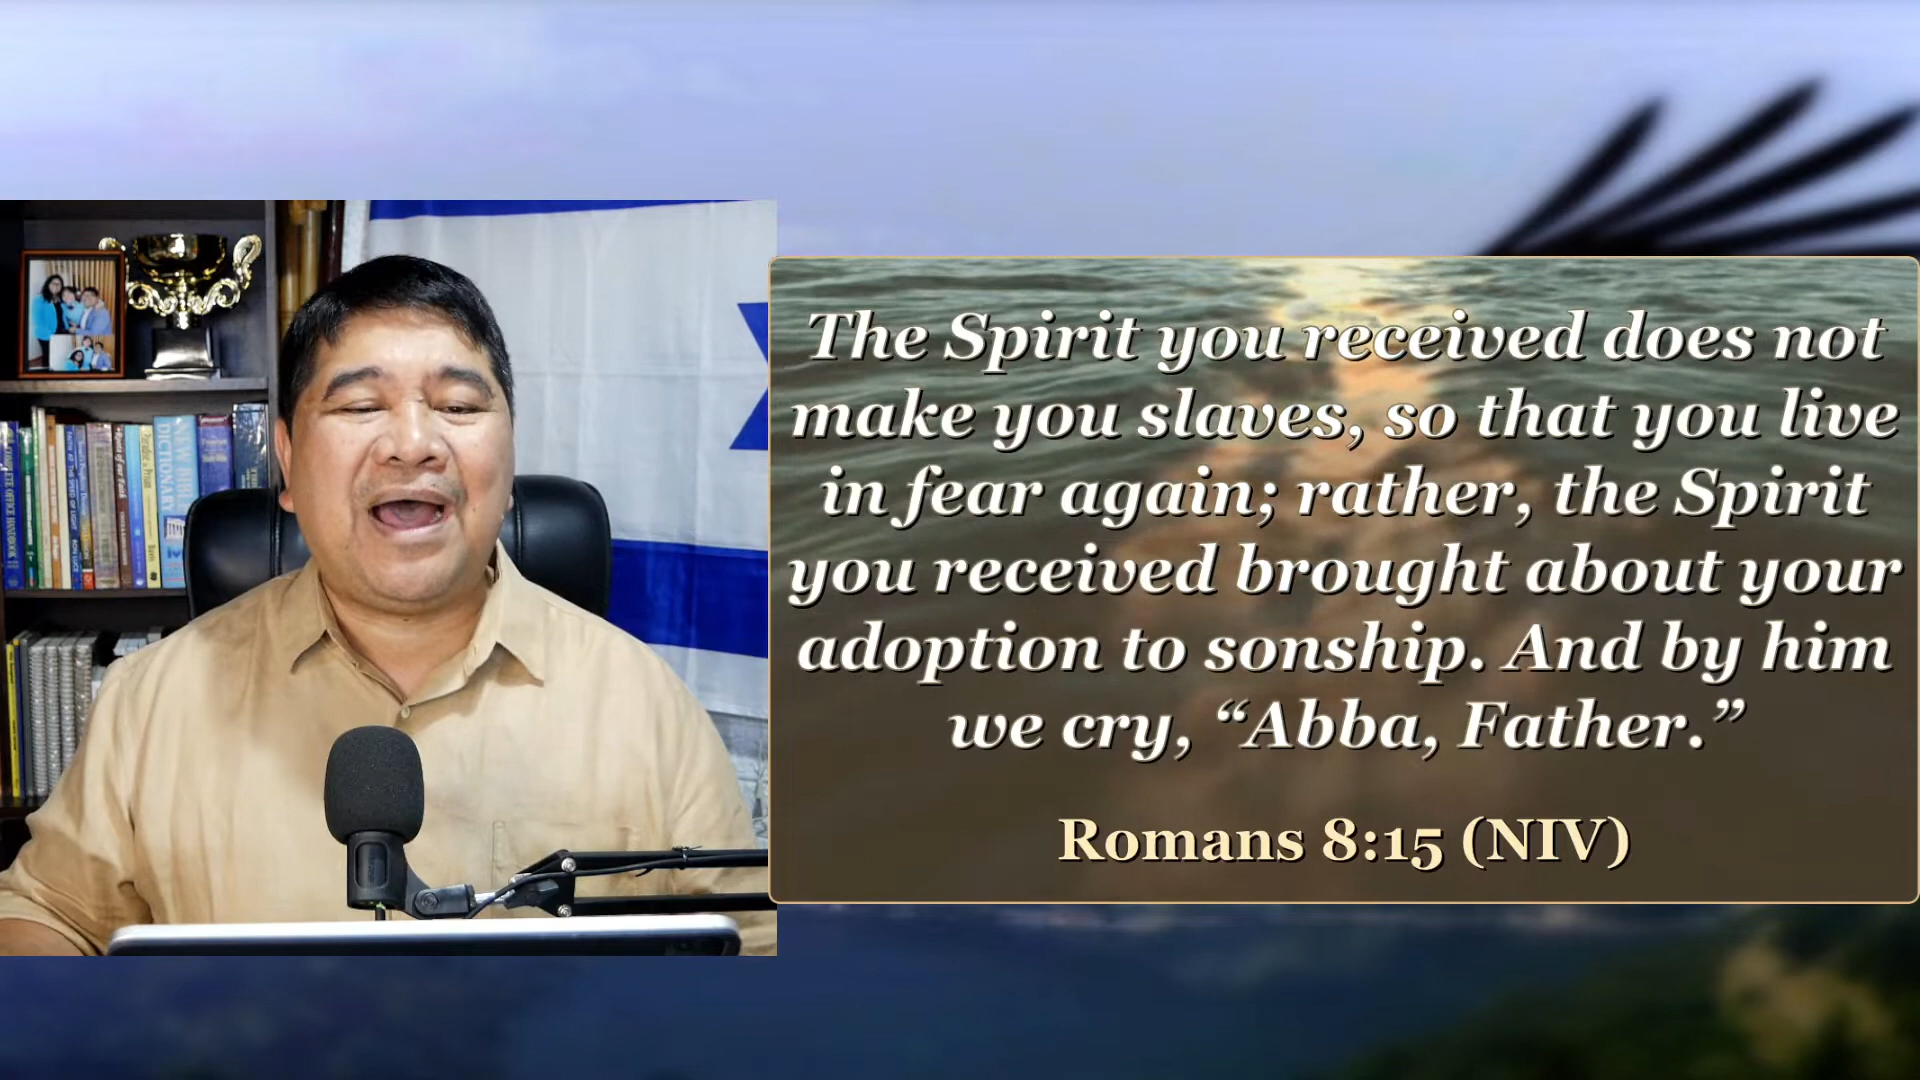 The Spirit you received does not
make you slaves, so that you live
in fear again; rather, the Spirit
you received brought about your
adoption to sonship. And by him
we cry, “Abba, Father.”
Romans 8:15 (NIV)
DICTIONARY